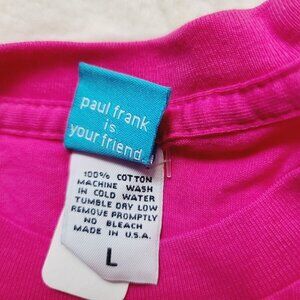 paul frank
is
your friend.
100% COTTON
MACHINE WASH
IN COLD WATER
TUMBLE DRY LOW
REMOVE PROMPTLY
NO BLEACH
MADE IN U.S.A.
L